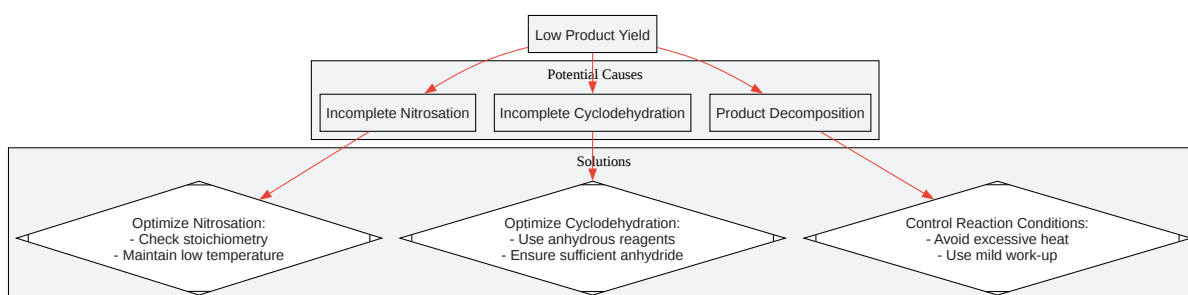 Low Product Yield
Potential Causes
Incomplete Nitrosation
Incomplete Cyclodehydration
Product Decomposition
Solutions
Optimize Nitrosation:
- Check stoichiometry
- Maintain low temperature
Optimize Cyclodehydration:
- Use anhydrous reagents
- Ensure sufficient anhydride
Control Reaction Conditions:
- Avoid excessive heat
- Use mild work-up